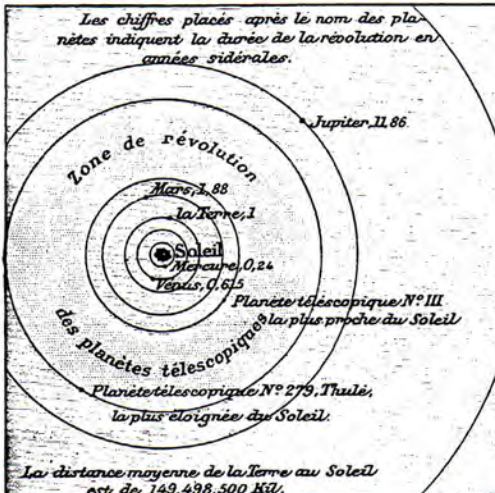 Les chiffres placés après le nom des pla-
nètes indiquent la durée de la révolution en
années sidérales.
Jupiter, 11,86
Zone de révolution
Mars, 1,88
la Terre, 1
Soleil
Mercure, 0,24
Vénus, 0,615
Planète télescopique Nº III
la plus proche du Soleil
des planètes télescopiques
Planète télescopique Nº 279, Thulé,
la plus éloignée du Soleil.
La distance moyenne de la Terre au Soleil
est de 149.498.500 Kil.